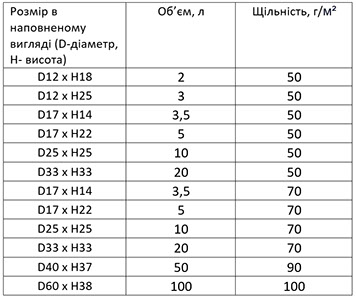 Розмір в Об’єм, л Щільність, г/м²
наповненому
вигляді (D-діаметр,
H- висота)
D12 x H18 2 50
D12 x H25 3 50
D17 x H14 3,5 50
D17 x H22 5 50
D25 x H25 10 50
D33 x H33 20 50
D17 x H14 3,5 70
D17 x H22 5 70
D25 x H25 10 70
D33 x H33 20 70
D40 x H37 50 90
D60 x H38 100 100